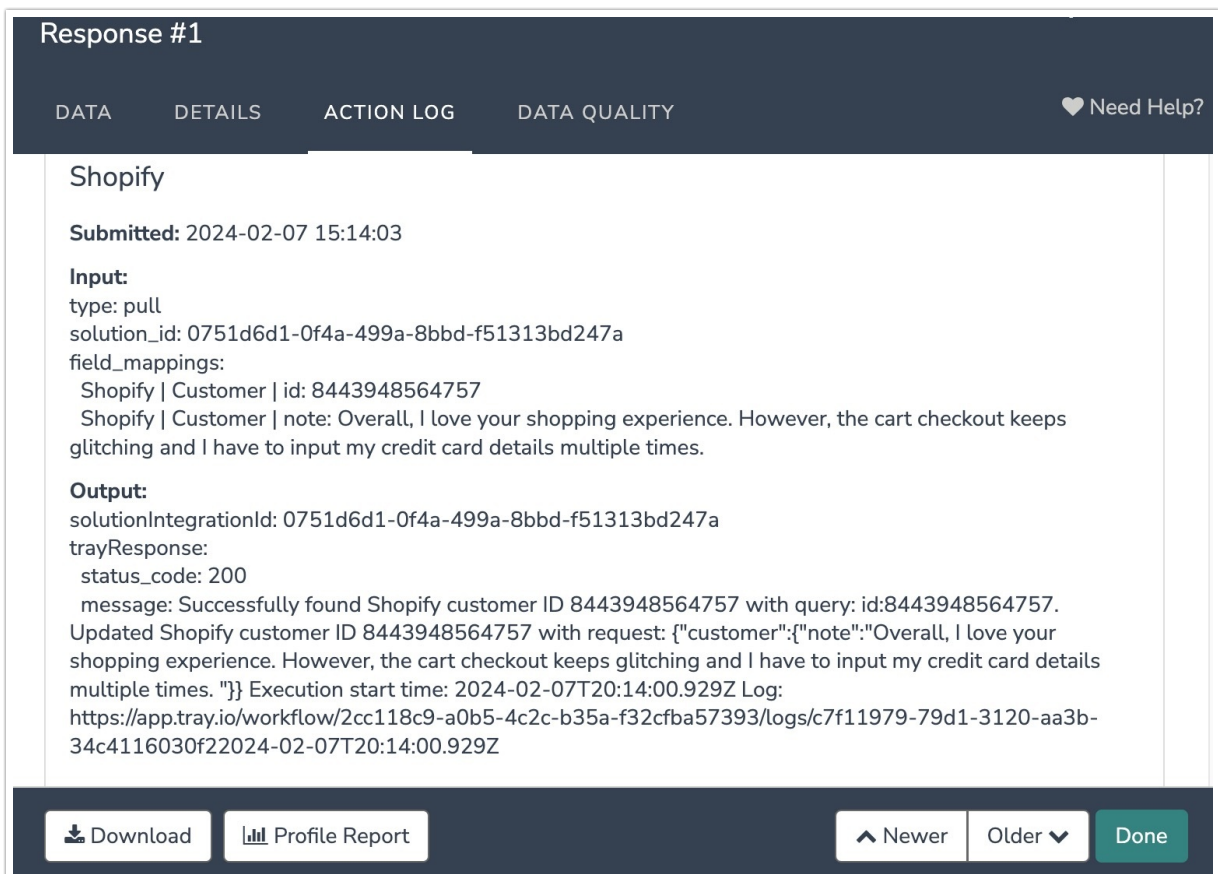 Response #1
DATA DETAILS ACTION LOG DATA QUALITY Need Help?
Shopify
Submitted: 2024-02-07 15:14:03
Input:
type: pull
solution_id: 0751d6d1-0f4a-499a-8bbd-f51313bd247a
field_mappings:
Shopify | Customer | id: 8443948564757
Shopify | Customer | note: Overall, I love your shopping experience. However, the cart checkout keeps
glitching and I have to input my credit card details multiple times.
Output:
solutionIntegrationId: 0751d6d1-0f4a-499a-8bbd-f51313bd247a
trayResponse:
status_code: 200
message: Successfully found Shopify customer ID 8443948564757 with query: id:8443948564757.
Updated Shopify customer ID 8443948564757 with request: {"customer":{"note":"Overall, I love your
shopping experience. However, the cart checkout keeps glitching and I have to input my credit card details
multiple times. "}} Execution start time: 2024-02-07T20:14:00.929Z Log:
https://app.tray.io/workflow/2cc118c9-a0b5-4c2c-b35a-f32cfba57393/logs/c7f11979-79d1-3120-aa3b-
34c4116030f22024-02-07T20:14:00.929Z
Download Profile Report Newer Older Done